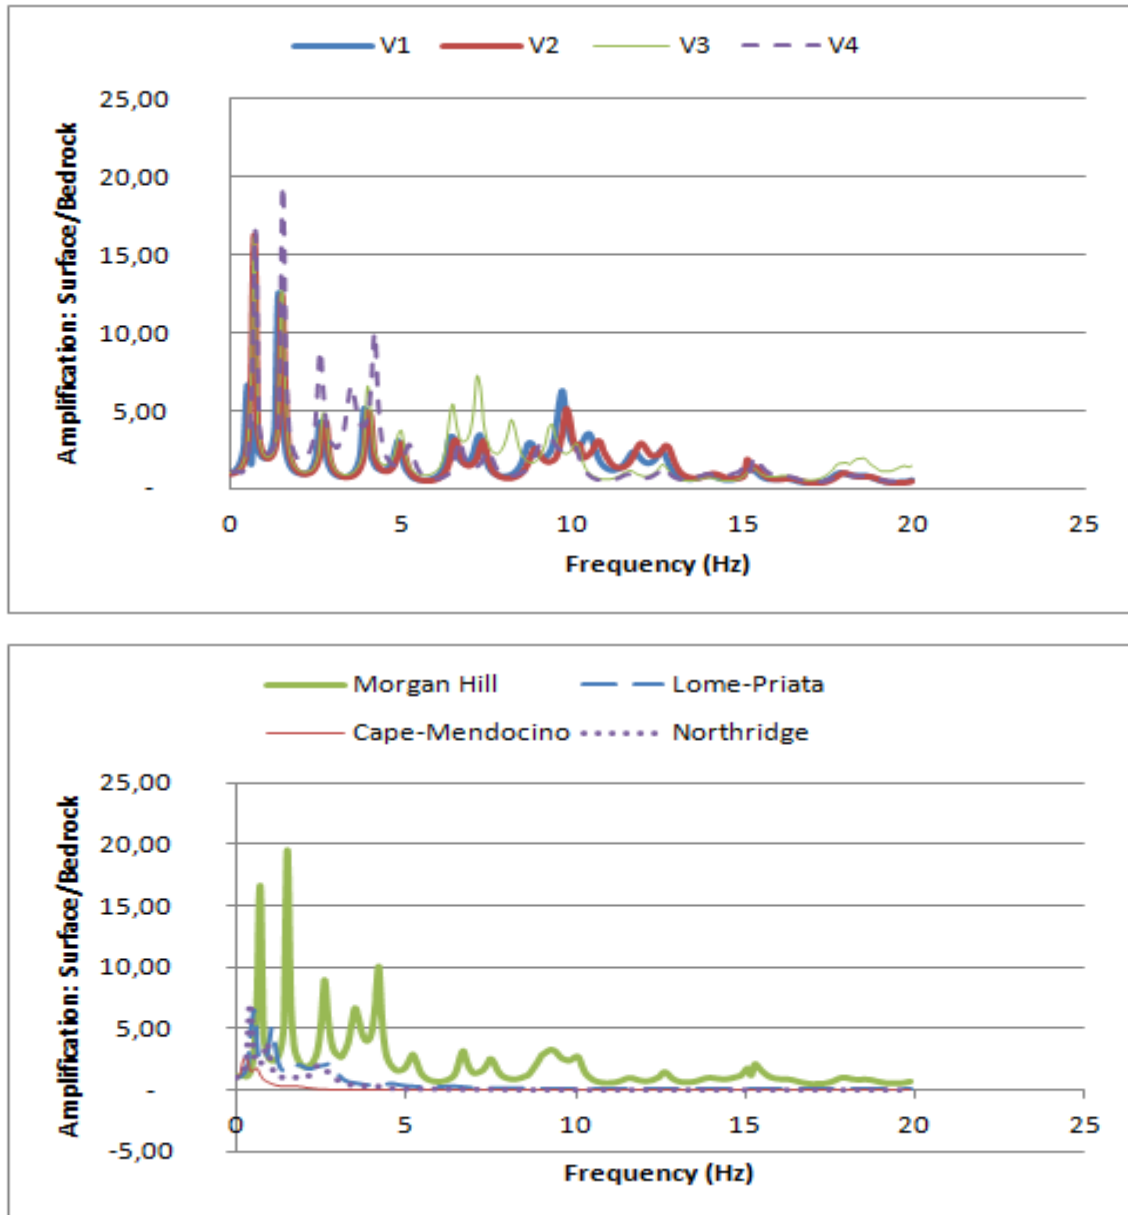 V1 V2 V3 V4
Amplification: Surface/Bedrock
25,00
20,00
15,00
10,00
5,00
-
0 5 10 15 20 25
Frequency (Hz)
Morgan Hill Lome-Priata
Cape-Mendocino Northridge
Amplification: Surface/Bedrock
25,00
20,00
15,00
10,00
5,00
-
-5,00
0 5 10 15 20 25
Frequency (Hz)